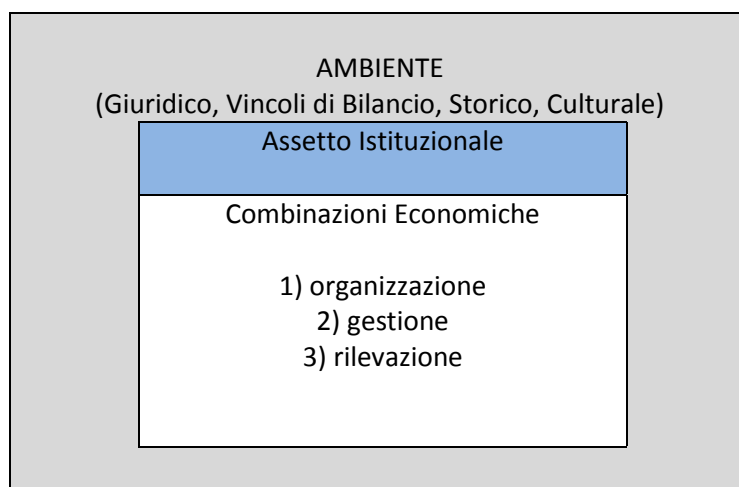 AMBIENTE
(Giuridico, Vincoli di Bilancio, Storico, Culturale)
Assetto Istituzionale
Combinazioni Economiche
1) organizzazione
2) gestione
3) rilevazione